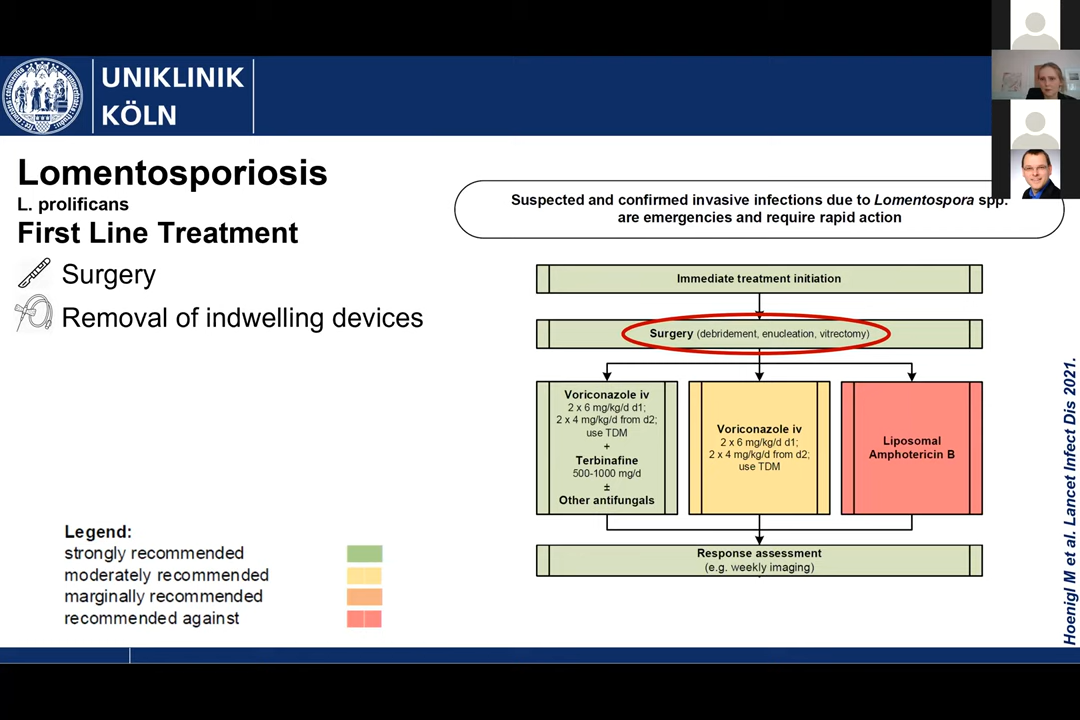 UNIKLINIK
KÖLN
Lomentosporiosis
L. prolificans
First Line Treatment
Surgery
Removal of indwelling devices
Suspected and confirmed invasive infections due to Lomentospora spp.
are emergencies and require rapid action
Immediate treatment initiation
Surgery (debridement, enucleation, vitrectomy)
Voriconazole iv
2 x 6 mg/kg/d d1;
2 x 4 mg/kg/d from d2;
use TDM
+
Terbinafine
500-1000 mg/d
±
Other antifungals
Voriconazole iv
2 x 6 mg/kg/d d1;
2 x 4 mg/kg/d from d2;
use TDM
Liposomal
Amphotericin B
Response assessment
(e.g. weekly imaging)
Legend:
strongly recommended
moderately recommended
marginally recommended
recommended against
Hoenigl M et al. Lancet Infect Dis 2021.